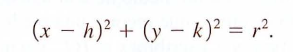 (x − h)² + (y − k)² = r².